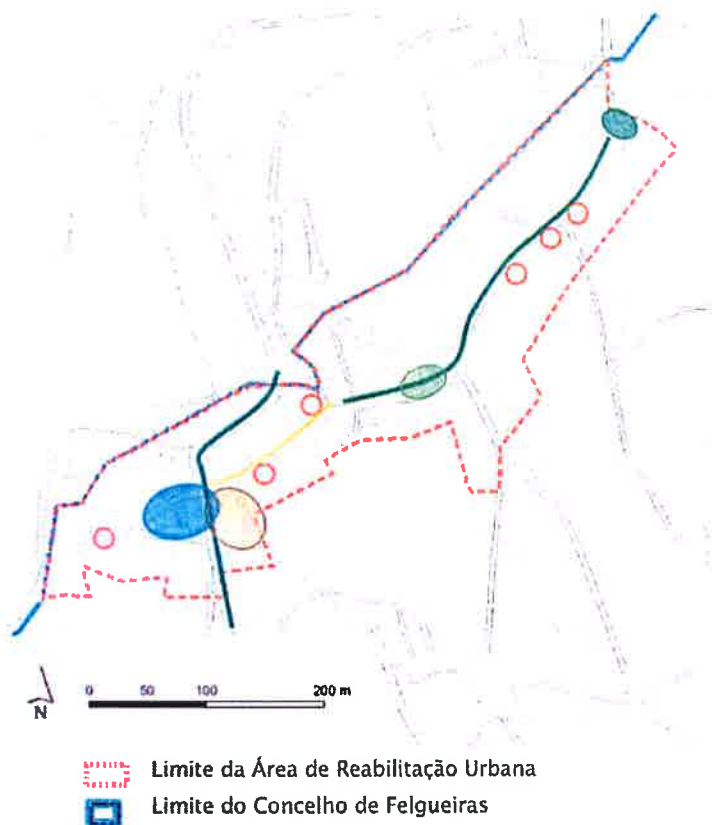 N
0 50 100 200 m
Limite da Área de Reabilitação Urbana
Limite do Concelho de Felgueiras